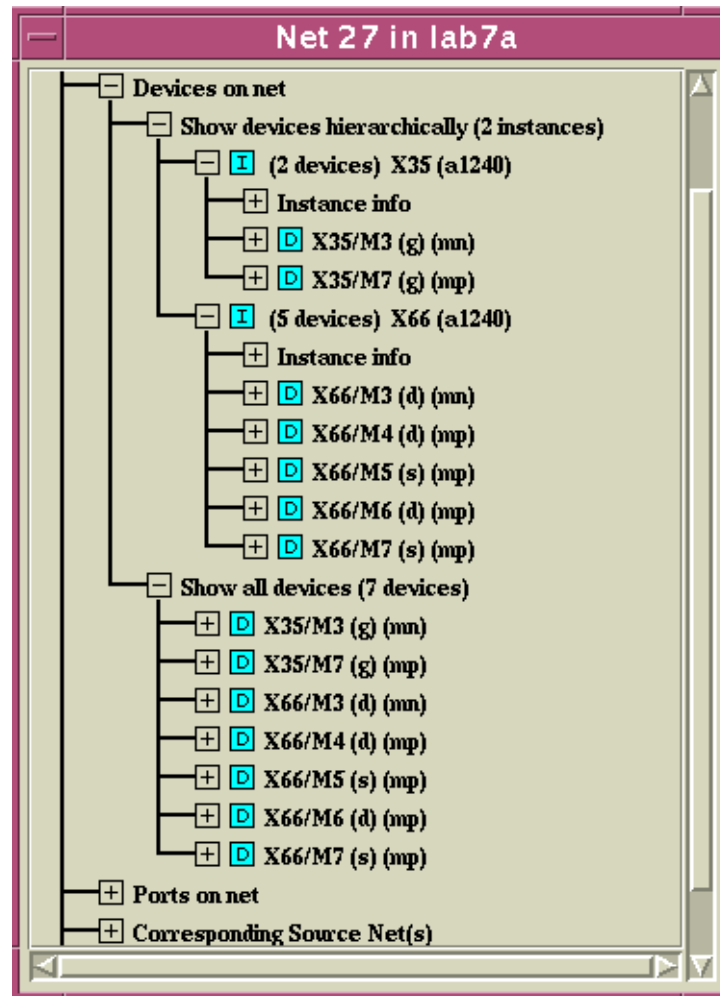 Net 27 in lab7a
Devices on net
Show devices hierarchically (2 instances)
I (2 devices) X35 (a1240)
Instance info
D X35/M3 (g) (mn)
D X35/M7 (g) (mp)
I (5 devices) X66 (a1240)
Instance info
D X66/M3 (d) (mn)
D X66/M4 (d) (mp)
D X66/M5 (s) (mp)
D X66/M6 (d) (mp)
D X66/M7 (s) (mp)
Show all devices (7 devices)
D X35/M3 (g) (mn)
D X35/M7 (g) (mp)
D X66/M3 (d) (mn)
D X66/M4 (d) (mp)
D X66/M5 (s) (mp)
D X66/M6 (d) (mp)
D X66/M7 (s) (mp)
Ports on net
Corresponding Source Net(s)